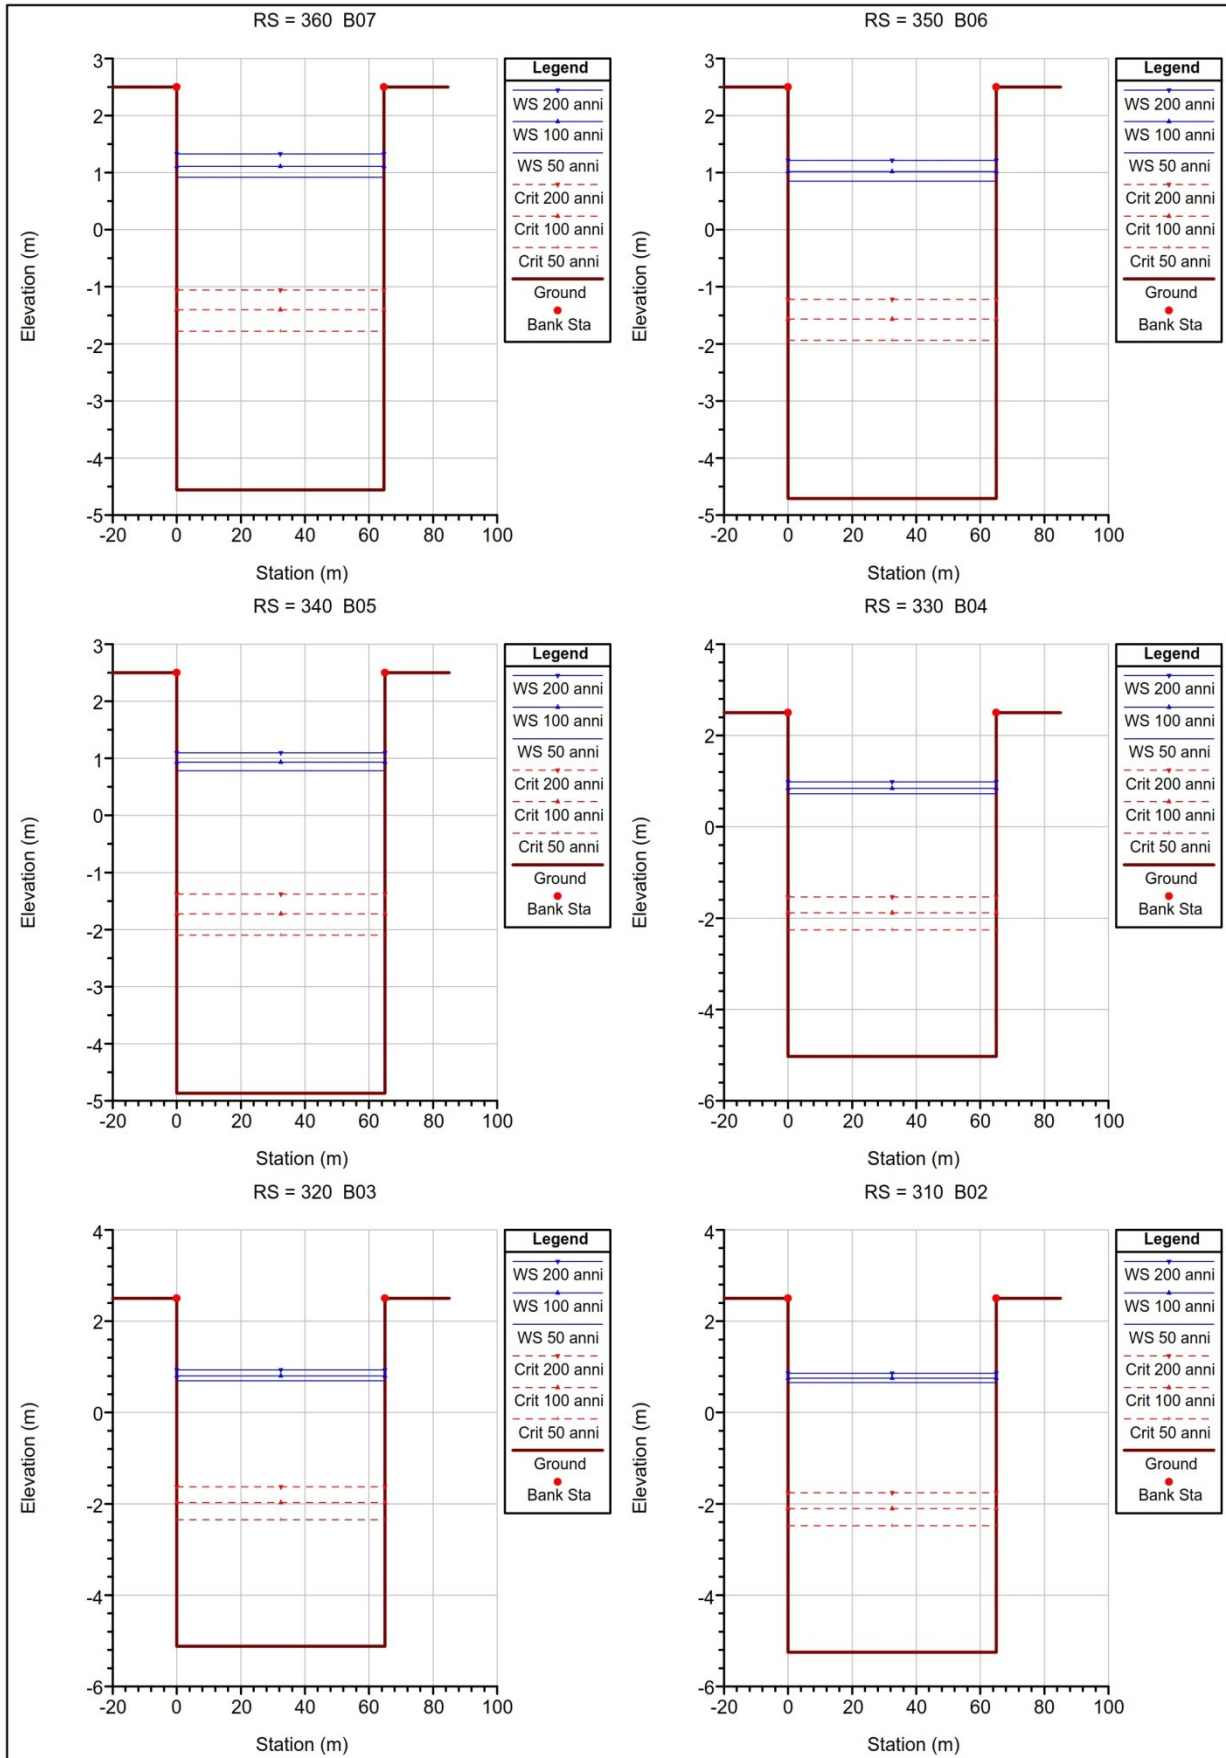 RS = 360 B07
Elevation (m)
3
2
1
0
-1
-2
-3
-4
-5
-20 0 20 40 60 80 100
Station (m)
Legend
WS 200 anni
WS 100 anni
WS 50 anni
Crit 200 anni
Crit 100 anni
Crit 50 anni
Ground
Bank Sta
RS = 350 B06
Elevation (m)
3
2
1
0
-1
-2
-3
-4
-5
-20 0 20 40 60 80 100
Station (m)
Legend
WS 200 anni
WS 100 anni
WS 50 anni
Crit 200 anni
Crit 100 anni
Crit 50 anni
Ground
Bank Sta
RS = 340 B05
Elevation (m)
3
2
1
0
-1
-2
-3
-4
-5
-20 0 20 40 60 80 100
Station (m)
Legend
WS 200 anni
WS 100 anni
WS 50 anni
Crit 200 anni
Crit 100 anni
Crit 50 anni
Ground
Bank Sta
RS = 330 B04
Elevation (m)
4
2
0
-2
-4
-6
-20 0 20 40 60 80 100
Station (m)
Legend
WS 200 anni
WS 100 anni
WS 50 anni
Crit 200 anni
Crit 100 anni
Crit 50 anni
Ground
Bank Sta
RS = 320 B03
Elevation (m)
4
2
0
-2
-4
-6
-20 0 20 40 60 80 100
Station (m)
Legend
WS 200 anni
WS 100 anni
WS 50 anni
Crit 200 anni
Crit 100 anni
Crit 50 anni
Ground
Bank Sta
RS = 310 B02
Elevation (m)
4
2
0
-2
-4
-6
-20 0 20 40 60 80 100
Station (m)
Legend
WS 200 anni
WS 100 anni
WS 50 anni
Crit 200 anni
Crit 100 anni
Crit 50 anni
Ground
Bank Sta